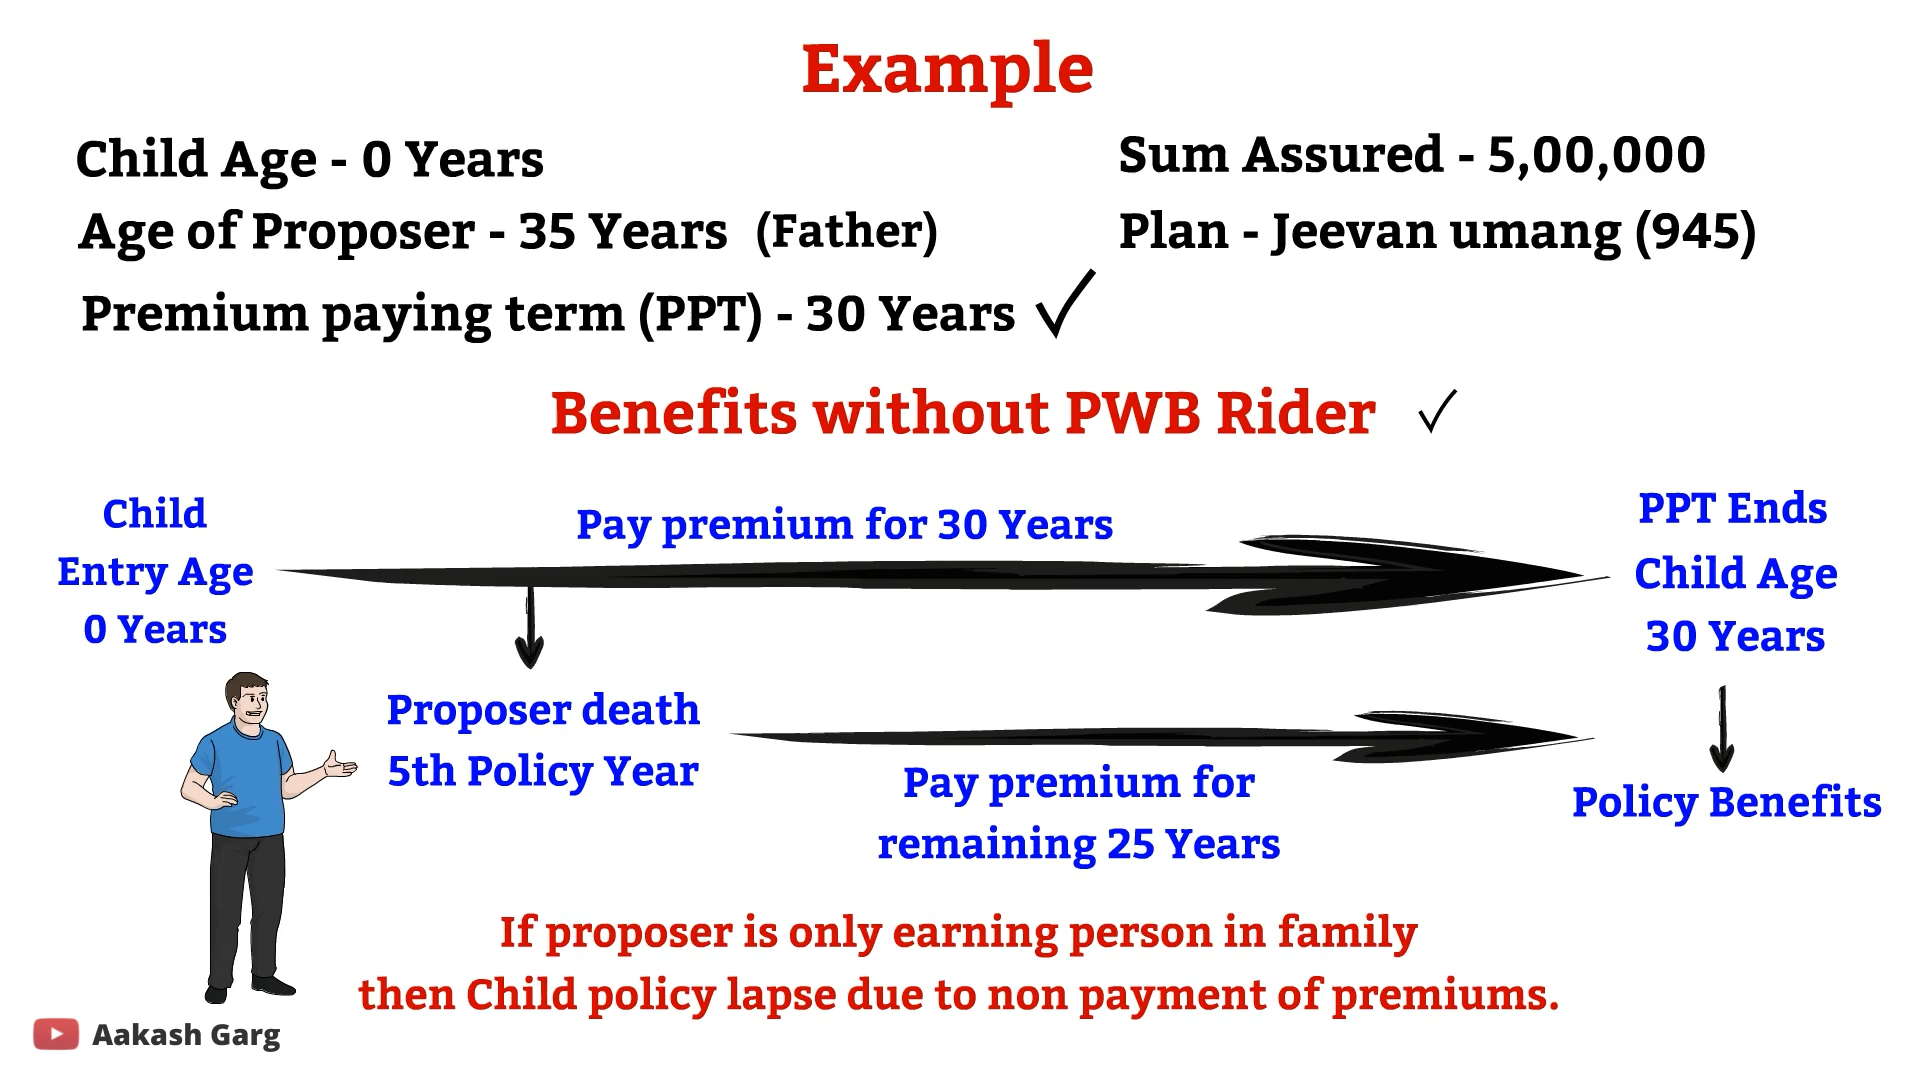 Example
Child Age - 0 Years
Sum Assured - 5,00,000
Age of Proposer - 35 Years (Father)
Plan - Jeevan umang (945)
Premium paying term (PPT) - 30 Years
Benefits without PWB Rider
Child
Entry Age
0 Years
Pay premium for 30 Years
PPT Ends
Child Age
30 Years
Proposer death
5th Policy Year
Pay premium for
remaining 25 Years
Policy Benefits
If proposer is only earning person in family
then Child policy lapse due to non payment of premiums.
Aakash Garg